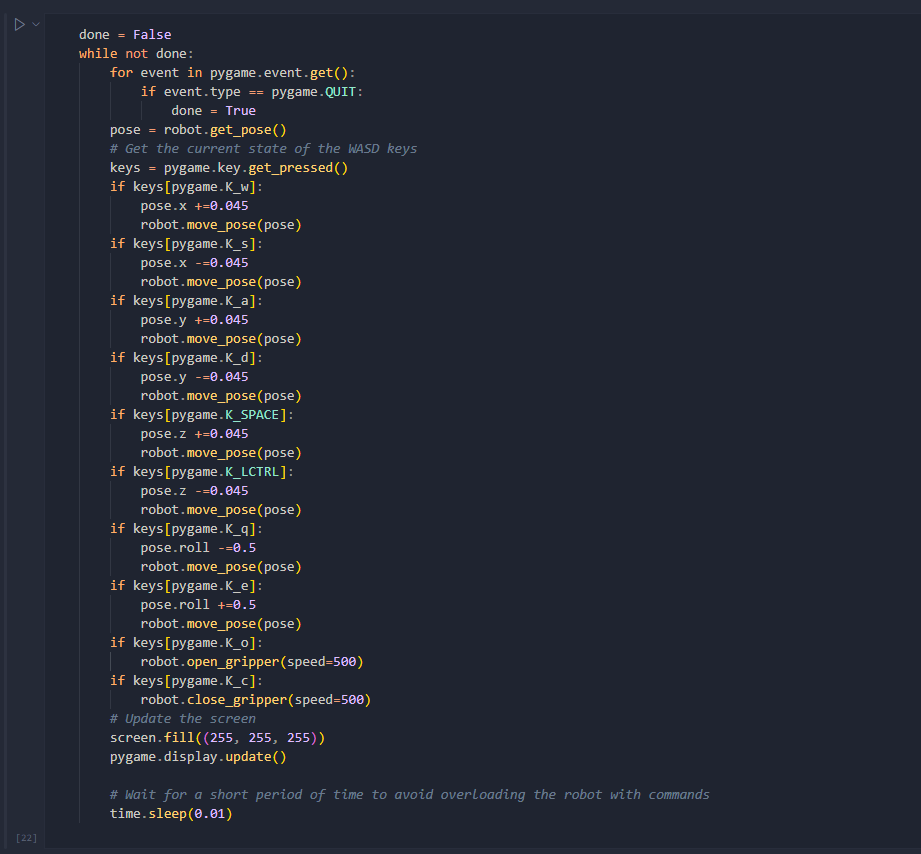 done = False
while not done:
    for event in pygame.event.get():
        if event.type == pygame.QUIT:
            done = True
    pose = robot.get_pose()
    # Get the current state of the WASD keys
    keys = pygame.key.get_pressed()
    if keys[pygame.K_w]:
        pose.x +=0.045
        robot.move_pose(pose)
    if keys[pygame.K_s]:
        pose.x -=0.045
        robot.move_pose(pose)
    if keys[pygame.K_a]:
        pose.y +=0.045
        robot.move_pose(pose)
    if keys[pygame.K_d]:
        pose.y -=0.045
        robot.move_pose(pose)
    if keys[pygame.K_SPACE]:
        pose.z +=0.045
        robot.move_pose(pose)
    if keys[pygame.K_LCTRL]:
        pose.z -=0.045
        robot.move_pose(pose)
    if keys[pygame.K_q]:
        pose.roll -=0.5
        robot.move_pose(pose)
    if keys[pygame.K_e]:
        pose.roll +=0.5
        robot.move_pose(pose)
    if keys[pygame.K_o]:
        robot.open_gripper(speed=500)
    if keys[pygame.K_c]:
        robot.close_gripper(speed=500)
    # Update the screen
    screen.fill((255, 255, 255))
    pygame.display.update()

    # Wait for a short period of time to avoid overloading the robot with commands
    time.sleep(0.01)
[22]